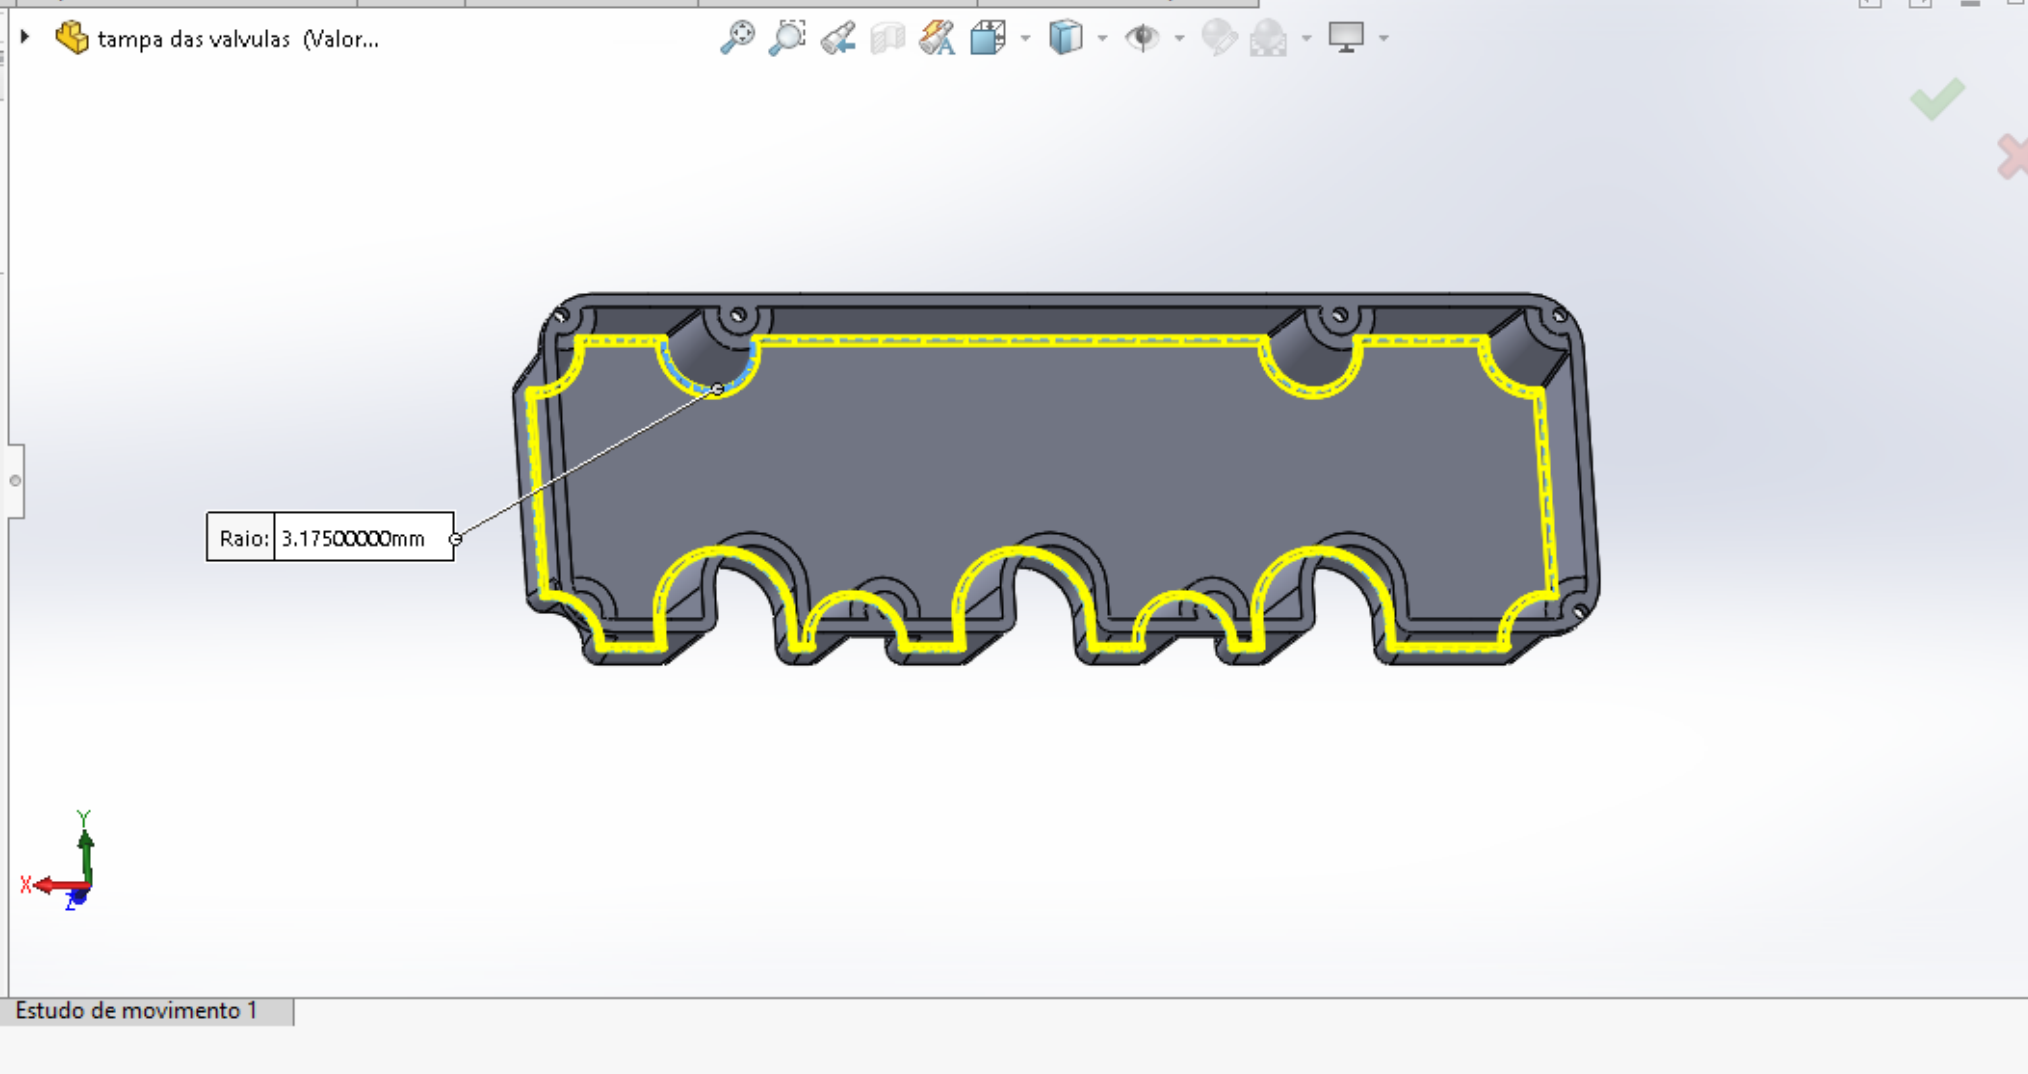 tampa das valvulas (Valor...
Raio: 3.17500000mm
Y
X
Z
Estudo de movimento 1